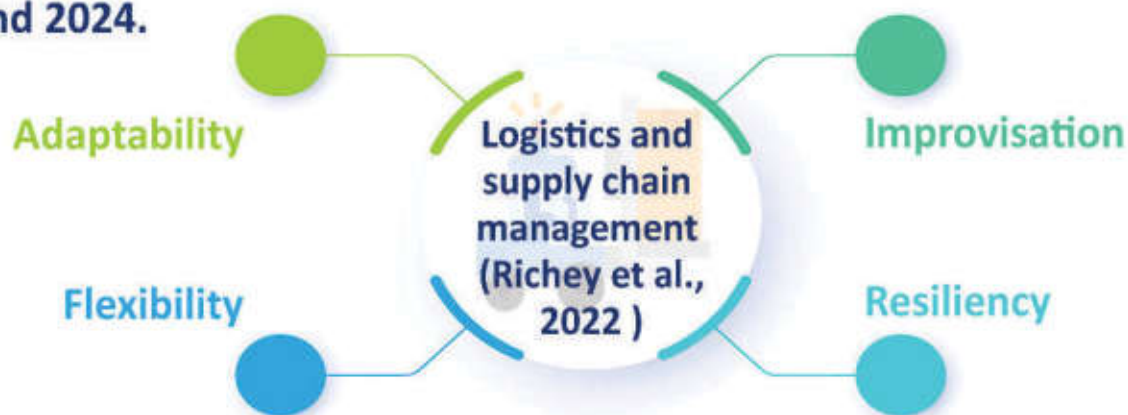 nd 2024.
Adaptability
Improvisation
Logistics and
supply chain
management
(Richey et al.,
2022 )
Flexibility
Resiliency